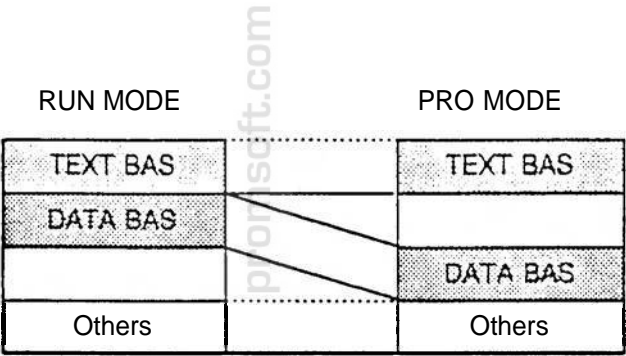 promsoft.com
RUN MODE
PRO MODE
TEXT BAS
TEXT BAS
DATA BAS
DATA BAS
Others
Others